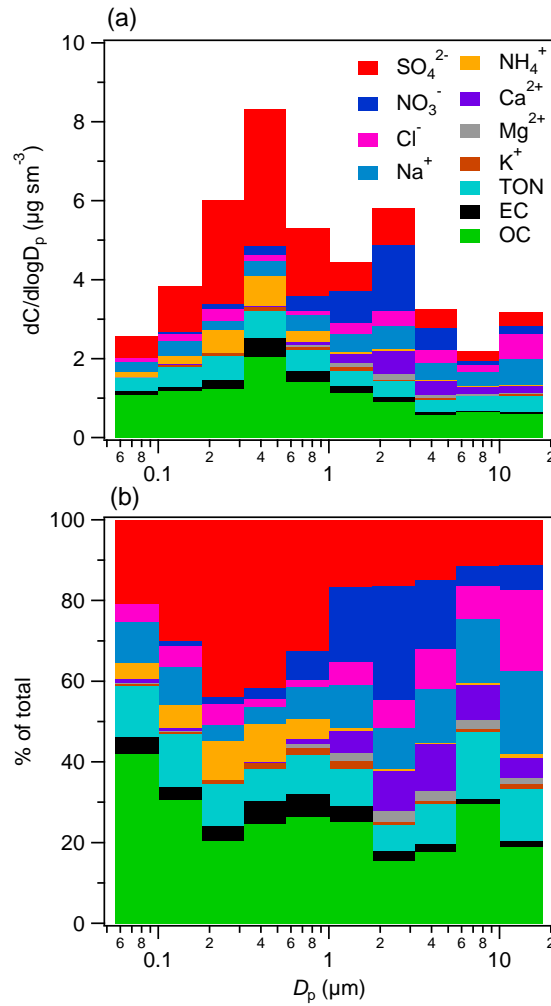 (a)
10
8
6
4
2
0
dC/dlogDₚ (µg sm⁻³)
SO₄²⁻
NO₃⁻
Cl⁻
Na⁺
NH₄⁺
Ca²⁺
Mg²⁺
K⁺
TON
EC
OC
6 8 0.1 2 4 6 8 1 2 4 6 8 10 2
(b)
100
80
60
40
20
0
% of total
6 8 0.1 2 4 6 8 1 2 4 6 8 10 2
Dₚ (µm)